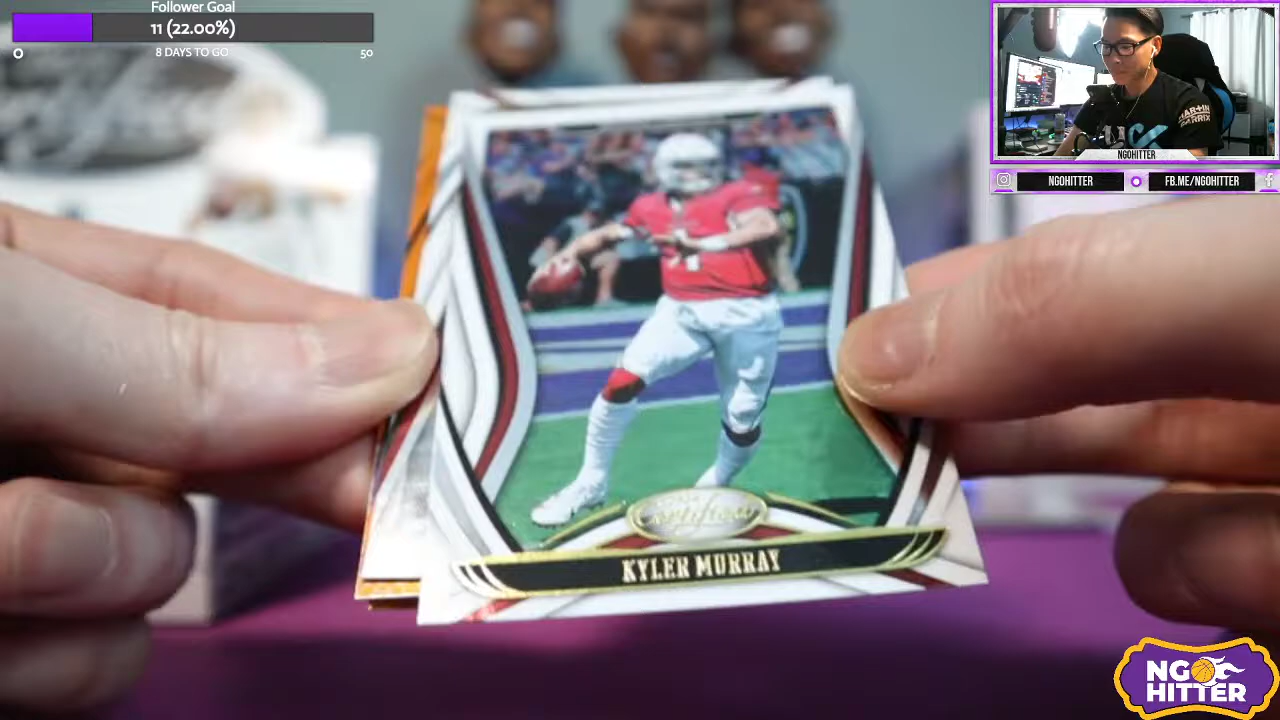 Follower Goal
11 (22.00%)
0
8 DAYS TO GO
50
NGOHITTER
NGOHITTER
FB.ME/NGOHITTER
Certified
KYLER MURRAY
NGO
HITTER